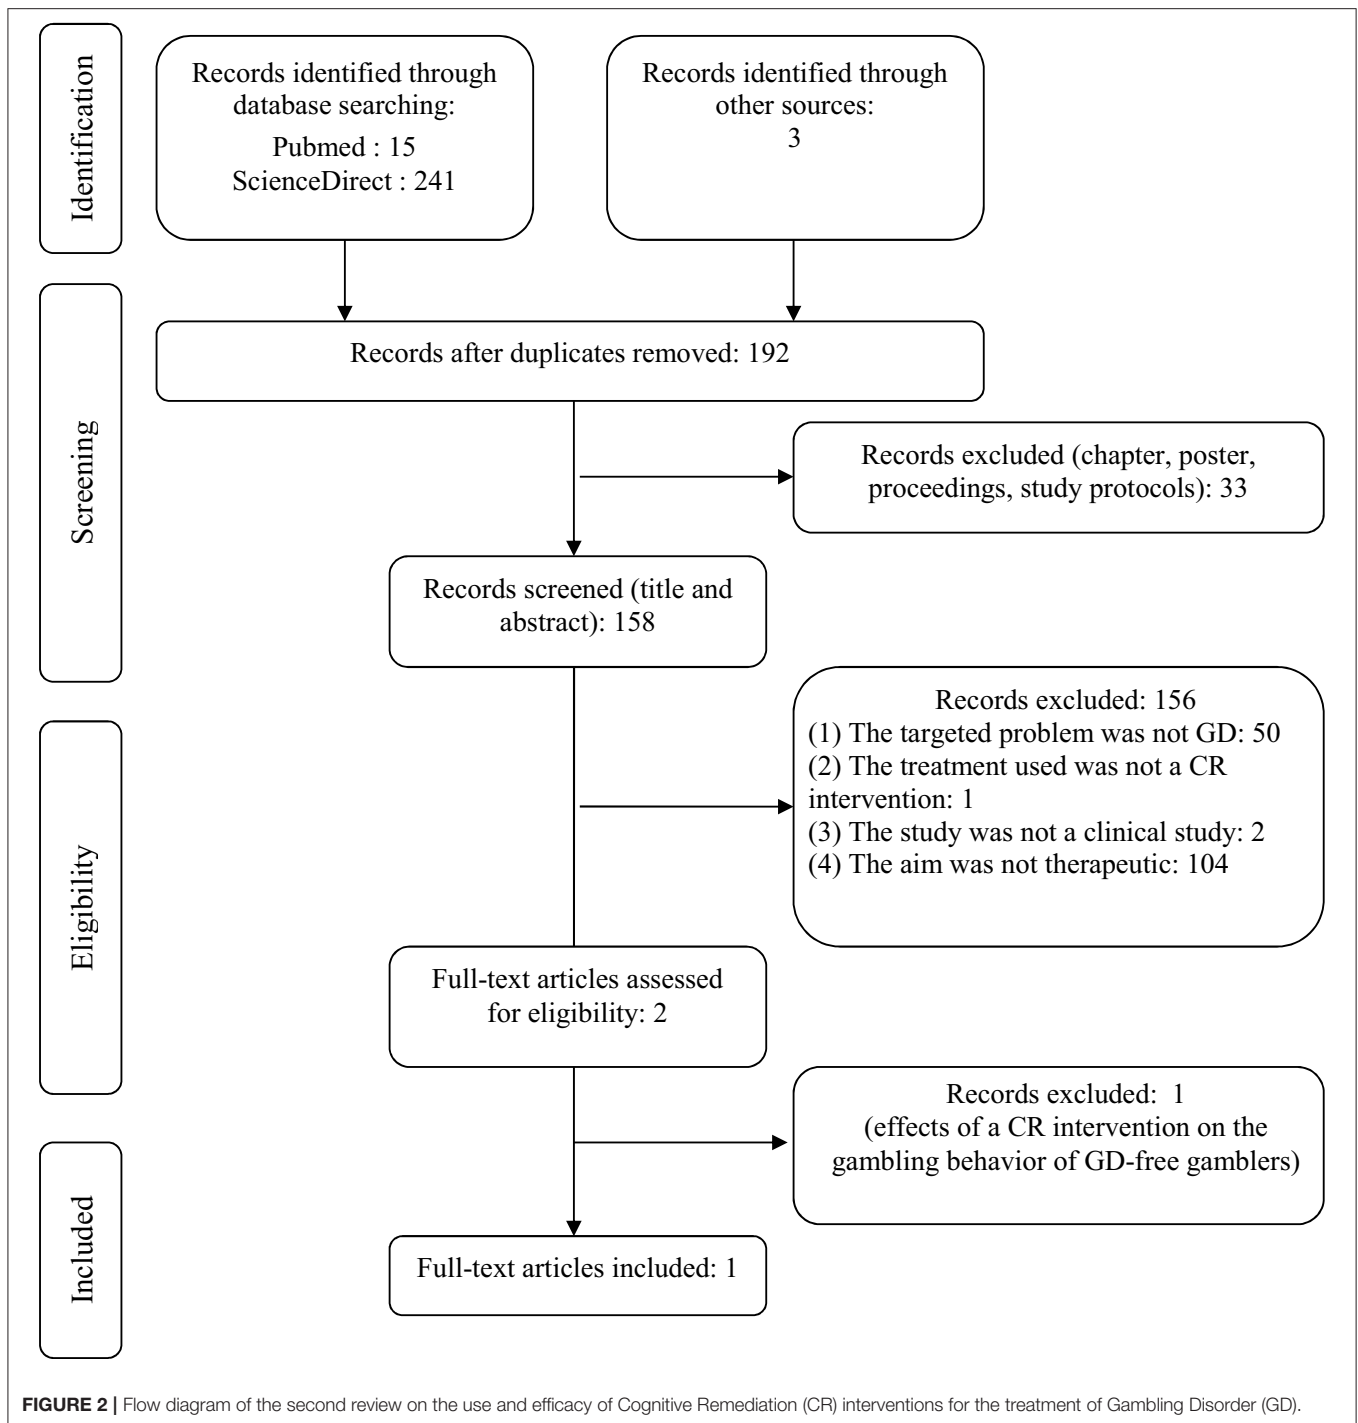 Identification
Records identified through
database searching:
Pubmed : 15
ScienceDirect : 241
Records identified through
other sources:
3
Screening
Records after duplicates removed: 192
Records excluded (chapter, poster,
proceedings, study protocols): 33
Records screened (title and
abstract): 158
Eligibility
Records excluded: 156
(1) The targeted problem was not GD: 50
(2) The treatment used was not a CR
intervention: 1
(3) The study was not a clinical study: 2
(4) The aim was not therapeutic: 104
Full-text articles assessed
for eligibility: 2
Records excluded: 1
(effects of a CR intervention on the
gambling behavior of GD-free gamblers)
Included
Full-text articles included: 1
FIGURE 2 | Flow diagram of the second review on the use and efficacy of Cognitive Remediation (CR) interventions for the treatment of Gambling Disorder (GD).